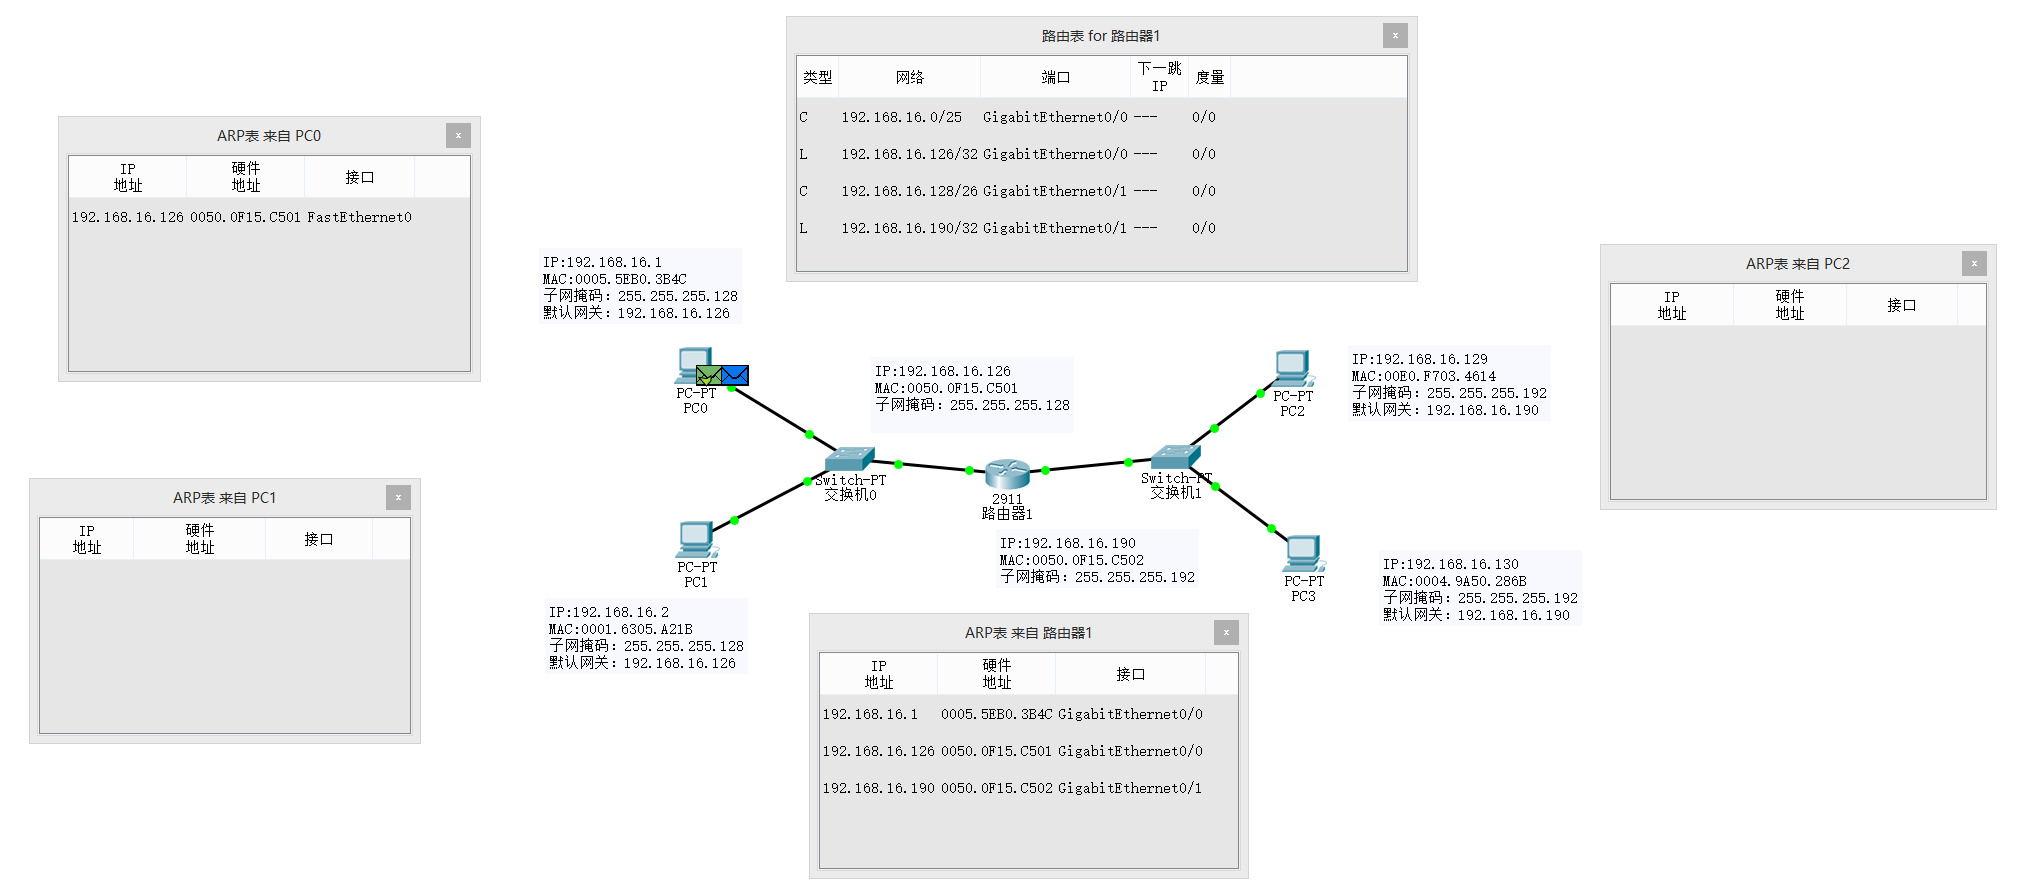 路由表 for 路由器1
x
类型 网络 端口 下一跳 IP 度量
C 192.168.16.0/25 GigabitEthernet0/0 --- 0/0
L 192.168.16.126/32 GigabitEthernet0/0 --- 0/0
C 192.168.16.128/26 GigabitEthernet0/1 --- 0/0
L 192.168.16.190/32 GigabitEthernet0/1 --- 0/0
ARP表 来自 PC0
x
IP 地址 硬件 地址 接口
192.168.16.126 0050.0F15.C501 FastEthernet0
IP:192.168.16.1
MAC:0005.5EB0.3B4C
子网掩码：255.255.255.128
默认网关：192.168.16.126
PC-PT
PC0
IP:192.168.16.126
MAC:0050.0F15.C501
子网掩码：255.255.255.128
ARP表 来自 PC2
x
IP 地址 硬件 地址 接口
PC-PT
PC2
IP:192.168.16.129
MAC:00E0.F703.4614
子网掩码：255.255.255.192
默认网关：192.168.16.190
Switch-PT
交换机0
2911
路由器1
Switch-PT
交换机1
ARP表 来自 PC1
x
IP 地址 硬件 地址 接口
PC-PT
PC1
IP:192.168.16.2
MAC:0001.6305.A21B
子网掩码：255.255.255.128
默认网关：192.168.16.126
IP:192.168.16.190
MAC:0050.0F15.C502
子网掩码：255.255.255.192
PC-PT
PC3
IP:192.168.16.130
MAC:0004.9A50.286B
子网掩码：255.255.255.192
默认网关：192.168.16.190
ARP表 来自 路由器1
x
IP 地址 硬件 地址 接口
192.168.16.1 0005.5EB0.3B4C GigabitEthernet0/0
192.168.16.126 0050.0F15.C501 GigabitEthernet0/0
192.168.16.190 0050.0F15.C502 GigabitEthernet0/1